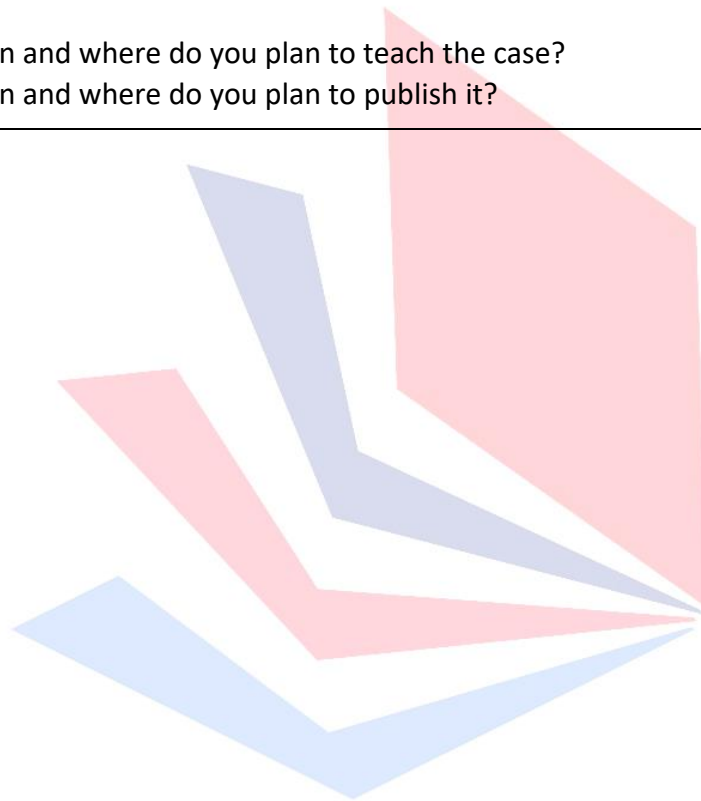 n and where do you plan to teach the case?
n and where do you plan to publish it?